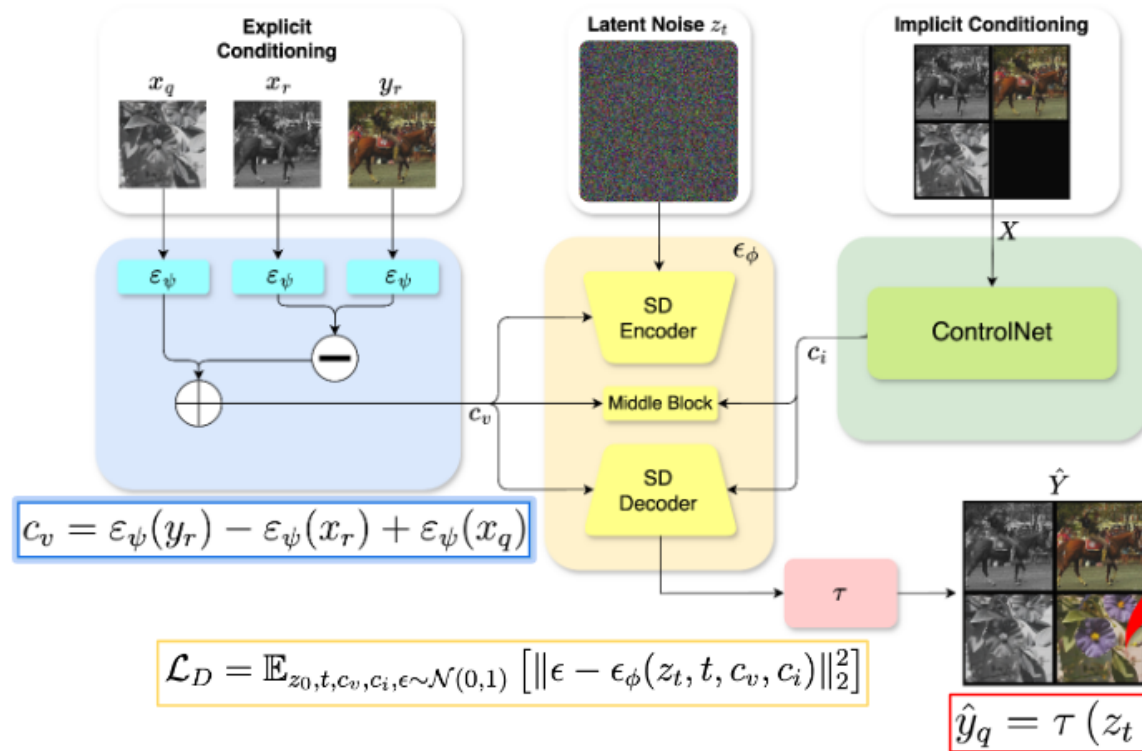 Explicit
Conditioning
x_q
x_r
y_r
Latent Noise z_t
Implicit Conditioning
X
ε_ψ
ε_ψ
ε_ψ
ϵ_ϕ
SD
Encoder
ControlNet
c_i
c_v
Middle Block
SD
Decoder
c_v = ε_ψ(y_r) − ε_ψ(x_r) + ε_ψ(x_q)
Ŷ
τ
ℒ_D = 𝔼_{z_0,t,c_v,c_i,ϵ∼𝒩(0,1)} [‖ϵ − ϵ_ϕ(z_t, t, c_v, c_i)‖_2^2]
ŷ_q = τ (z_t